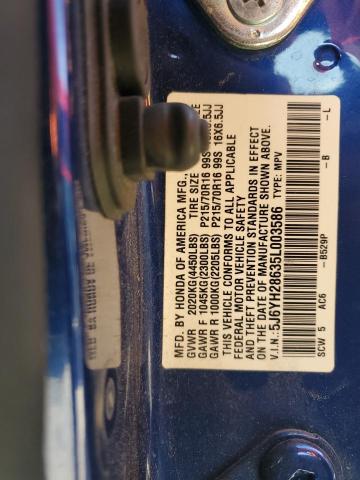 MFD. BY HONDA OF AMERICA MFG.,
TIRE SIZE
GVWR 2020KG(4450LBS)
GAWR F 1045KG(2300LBS) P215/70R16 99S
GAWR R 1000KG(2205LBS) P215/70R16 99S 16X6.5JJ
THIS VEHICLE CONFORMS TO ALL APPLICABLE
FEDERAL MOTOR VEHICLE SAFETY
AND THEFT PREVENTION STANDARDS IN EFFECT
ON THE DATE OF MANUFACTURE SHOWN ABOVE.
V.I.N.: 5J6YH28635L003586 TYPE: MPV
SCW 5 AC6 –B529P –B –L